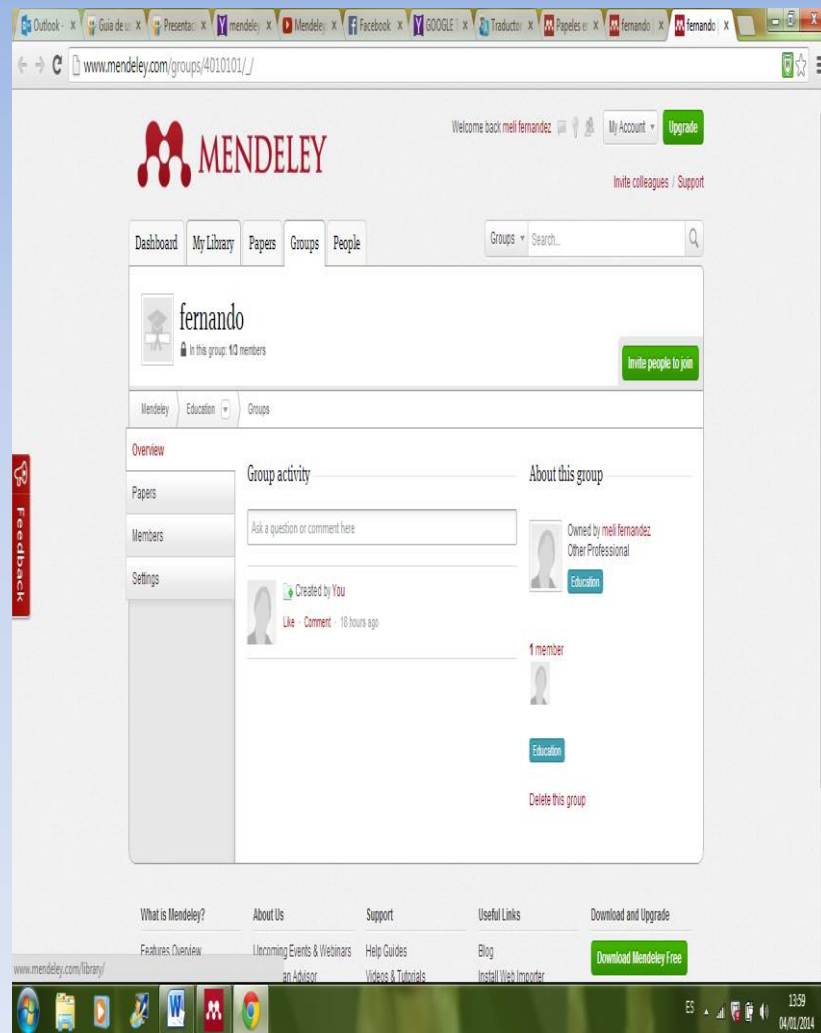 Outlook - x Guia de u x Presentac x mendeley x Mendeley x Facebook x GOOGLE T x Traductor x Papeles e x fernando x fernando x
www.mendeley.com/groups/4010101/_/
MENDELEY
Welcome back meli fernandez My Account Upgrade
Invite colleagues / Support
Dashboard My Library Papers Groups People Groups Search...
fernando
In this group: 1/3 members
Invite people to join
Mendeley Education Groups
Overview
Papers
Members
Settings
Feedback
Group activity
Ask a question or comment here
Created by You
Like · Comment · 18 hours ago
About this group
Owned by meli fernandez
Other Professional
Education
1 member
Education
Delete this group
What is Mendeley? About Us Support Useful Links Download and Upgrade
Features Overview Upcoming Events & Webinars Help Guides Blog Download Mendeley Free
www.mendeley.com/library/ an Advisor Videos & Tutorials Install Web Importer
ES 13:59
04/01/2014